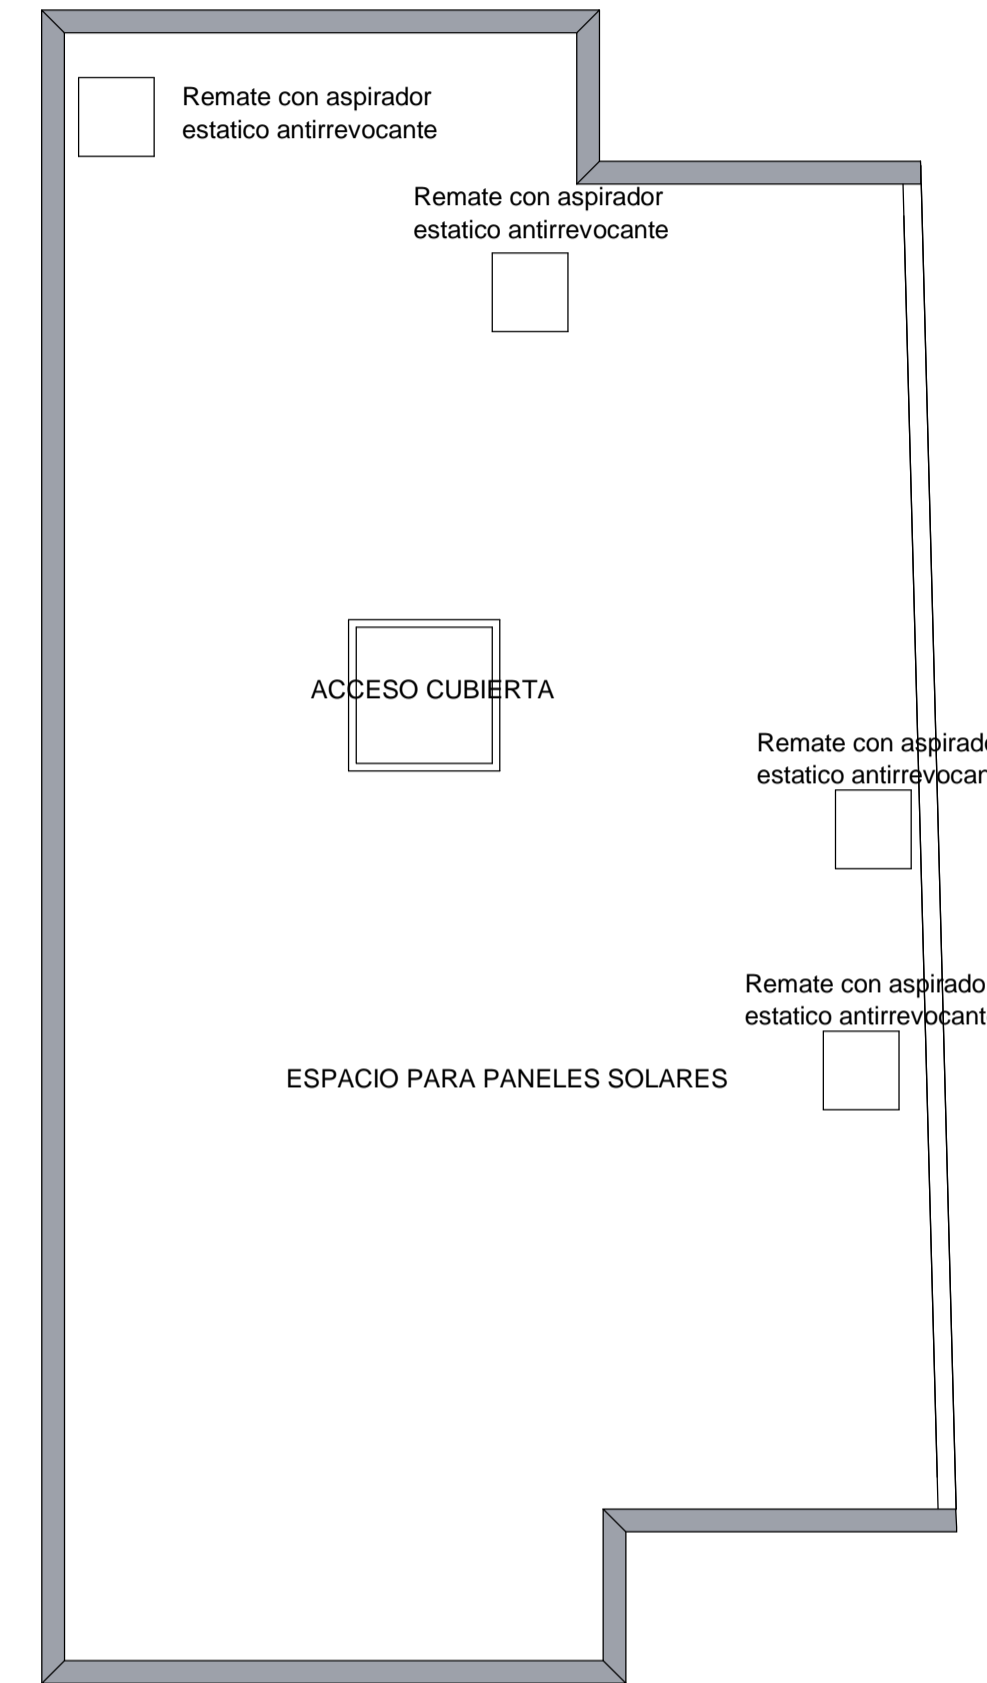 Remate con aspirador
estatico antirrevocante
Remate con aspirador
estatico antirrevocante
ACCESO CUBIERTA
Remate con aspirad
estatico antirrevocan
Remate con aspirado
estatico antirrevocant
ESPACIO PARA PANELES SOLARES